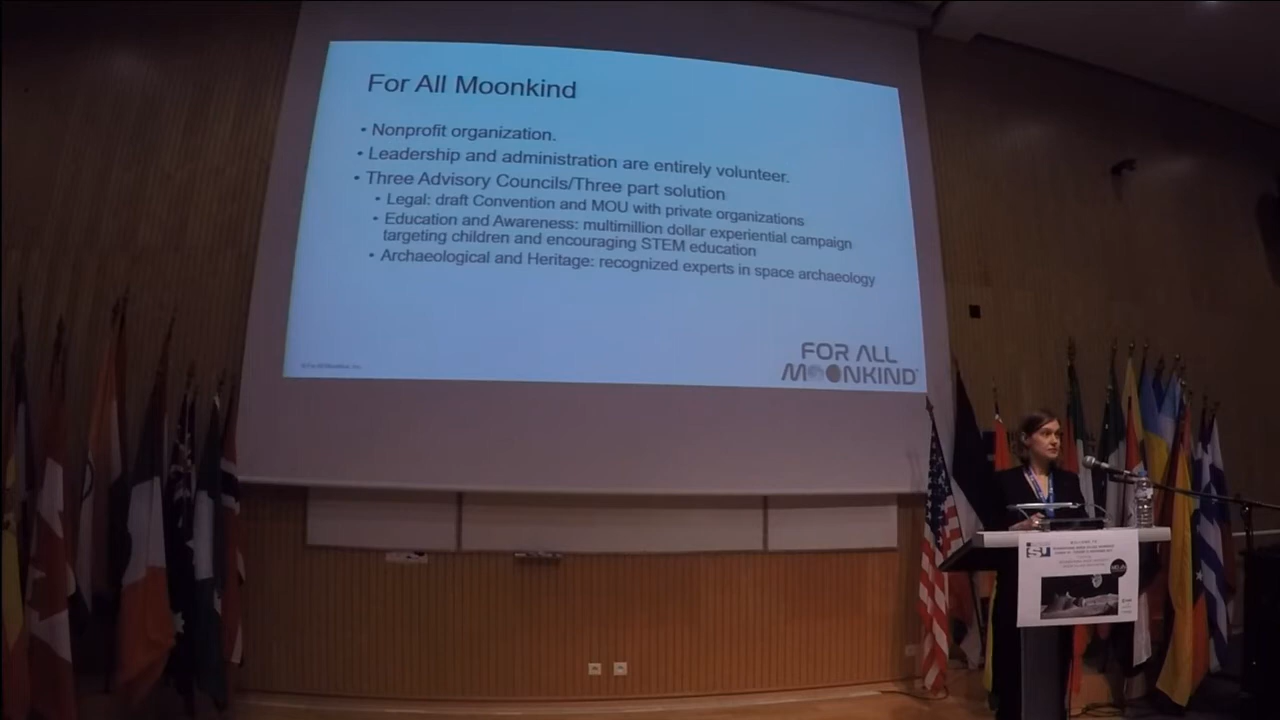 For All Moonkind
• Nonprofit organization.
• Leadership and administration are entirely volunteer.
• Three Advisory Councils/Three part solution
• Legal: draft Convention and MOU with private organizations
• Education and Awareness: multimillion dollar experiential campaign
targeting children and encouraging STEM education
• Archaeological and Heritage: recognized experts in space archaeology
FOR ALL
MOONKIND
WELCOME TO